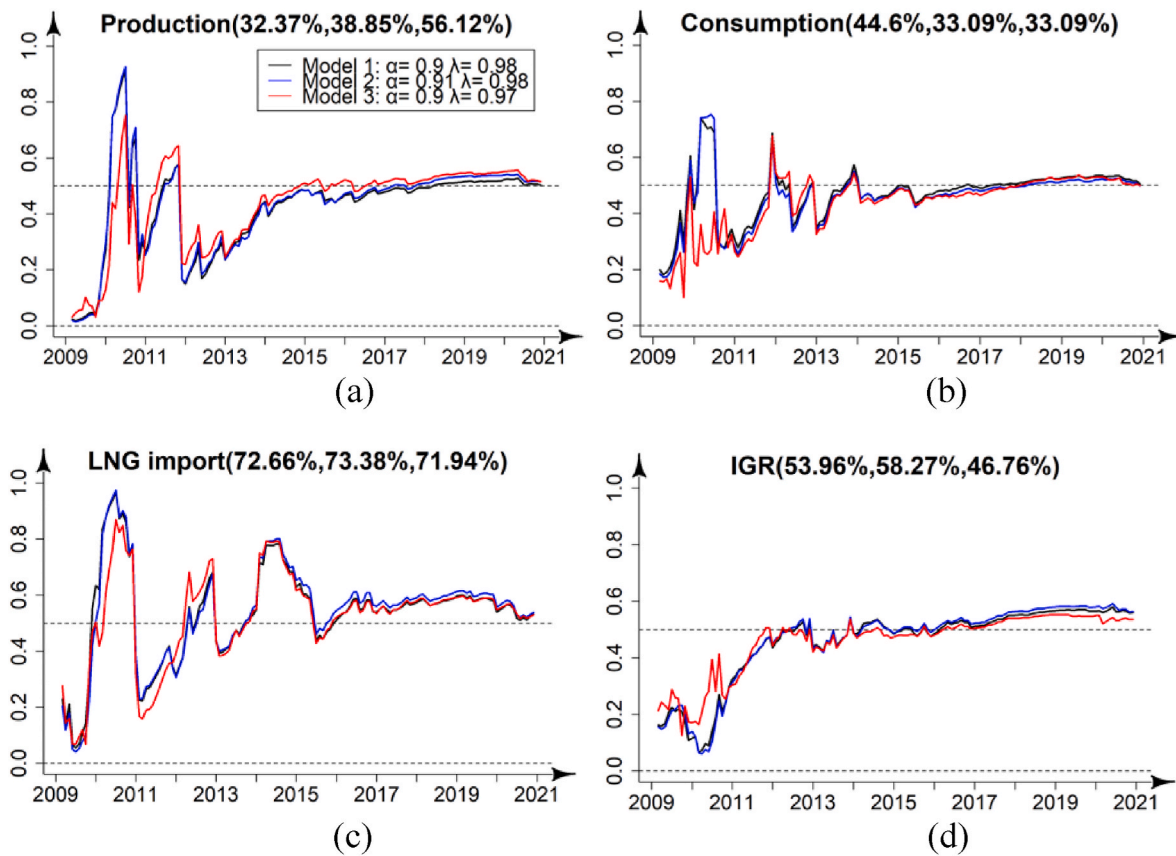 Production(32.37%,38.85%,56.12%)
Model 1: α= 0.9 λ= 0.98
Model 2: α= 0.91 λ= 0.98
Model 3: α= 0.9 λ= 0.97
1.0
0.8
0.6
0.4
0.2
0.0
2009 2011 2013 2015 2017 2019 2021
(a)
Consumption(44.6%,33.09%,33.09%)
1.0
0.8
0.6
0.4
0.2
0.0
2009 2011 2013 2015 2017 2019 2021
(b)
LNG import(72.66%,73.38%,71.94%)
1.0
0.8
0.6
0.4
0.2
0.0
2009 2011 2013 2015 2017 2019 2021
(c)
IGR(53.96%,58.27%,46.76%)
1.0
0.8
0.6
0.4
0.2
0.0
2009 2011 2013 2015 2017 2019 2021
(d)